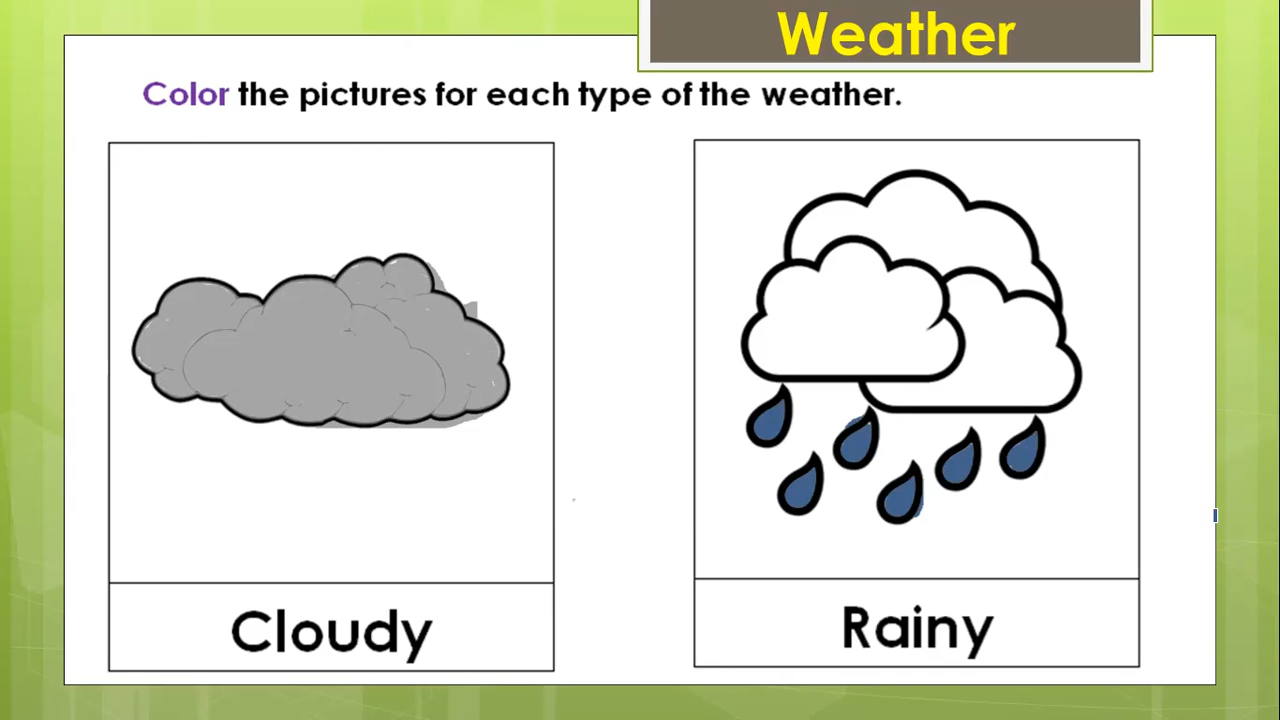 Weather
Color the pictures for each type of the weather.
Cloudy
Rainy